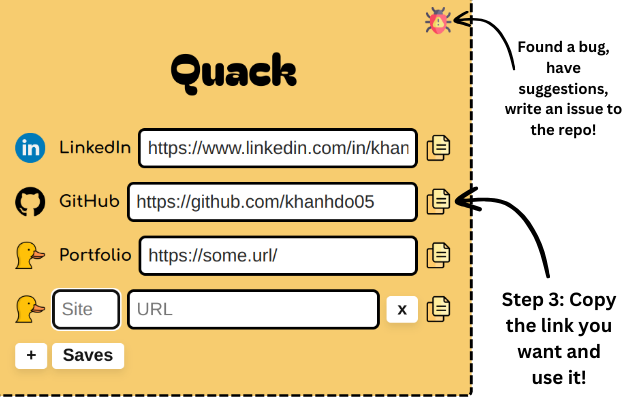 Quack
Found a bug,
have
suggestions,
write an issue to
the repo!
in LinkedIn https://www.linkedin.com/in/khan
GitHub https://github.com/khanhdo05
Portfolio https://some.url/
Site URL x
+ Saves
Step 3: Copy
the link you
want and
use it!